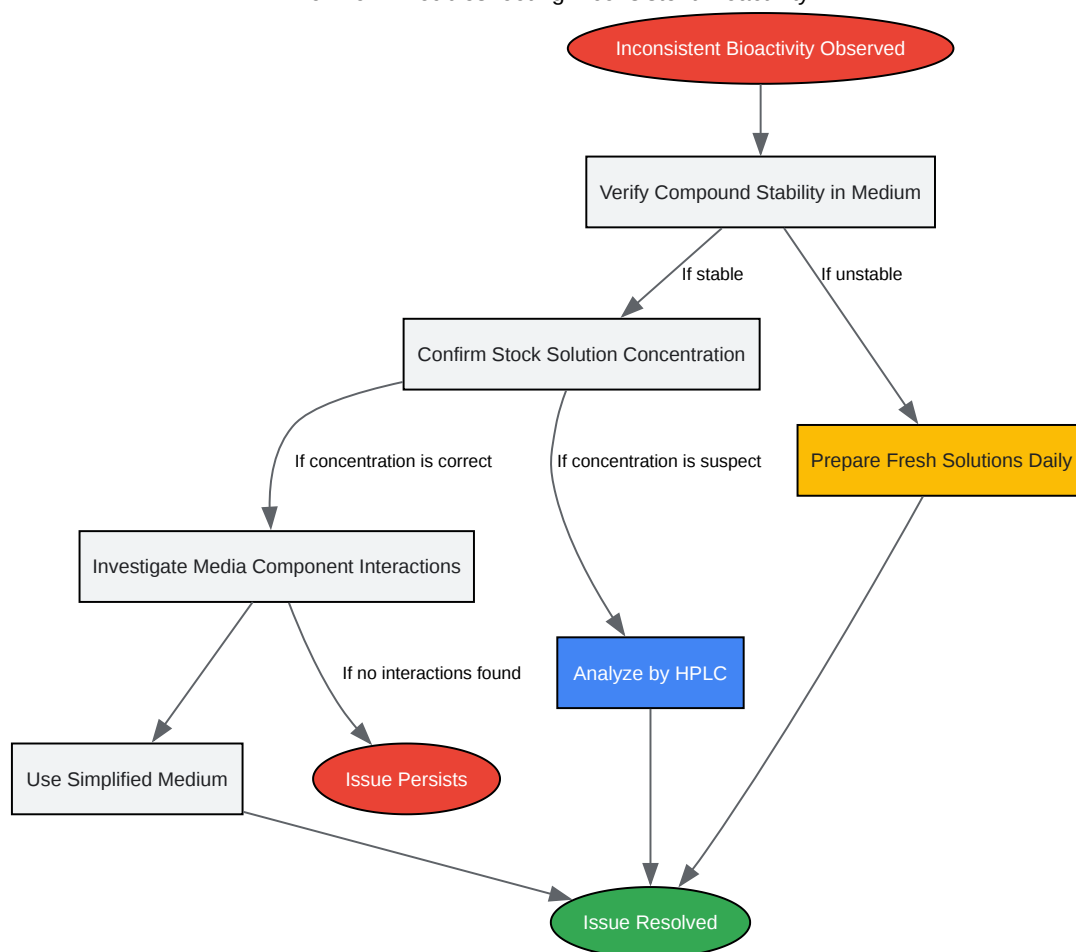 Inconsistent Bioactivity Observed
Verify Compound Stability in Medium
If stable
If unstable
Confirm Stock Solution Concentration
If concentration is correct
If concentration is suspect
Prepare Fresh Solutions Daily
Investigate Media Component Interactions
If no interactions found
Analyze by HPLC
Use Simplified Medium
Issue Persists
Issue Resolved